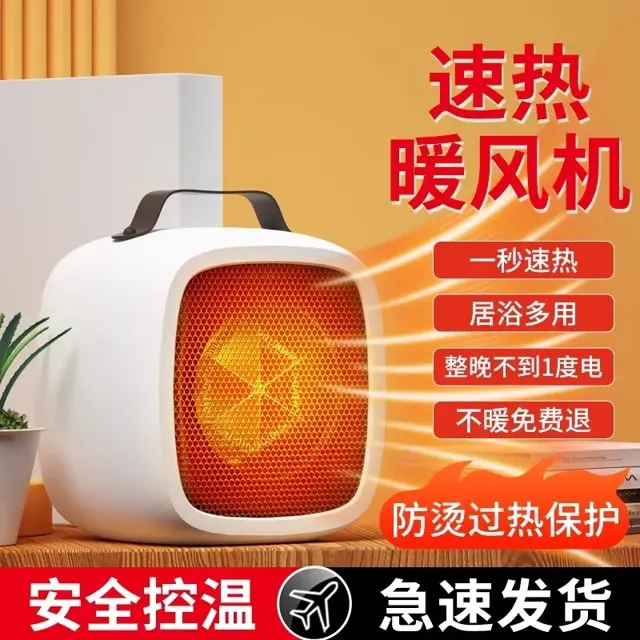 速热
暖风机
一秒速热
居浴多用
整晚不到1度电
不暖免费退
防烫过热保护
安全控温
急速发货